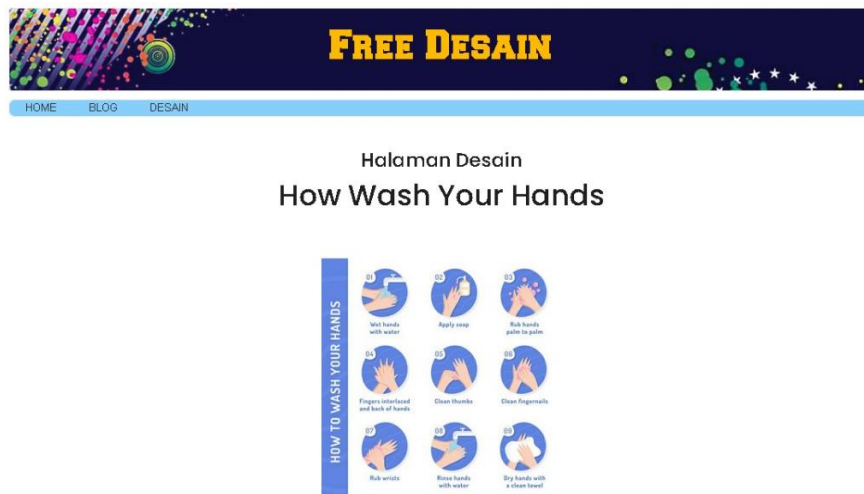 FREE DESAIN
HOME BLOG DESAIN
Halaman Desain
How Wash Your Hands
HOW TO WASH YOUR HANDS
01
Wet hands
with water
02
Apply soap
03
Rub hands
palm to palm
04
Fingers interlaced
and back of hands
05
Clean thumbs
06
Clean fingernails
07
Rub wrists
08
Rinse hands
with water
09
Dry hands with
a clean towel